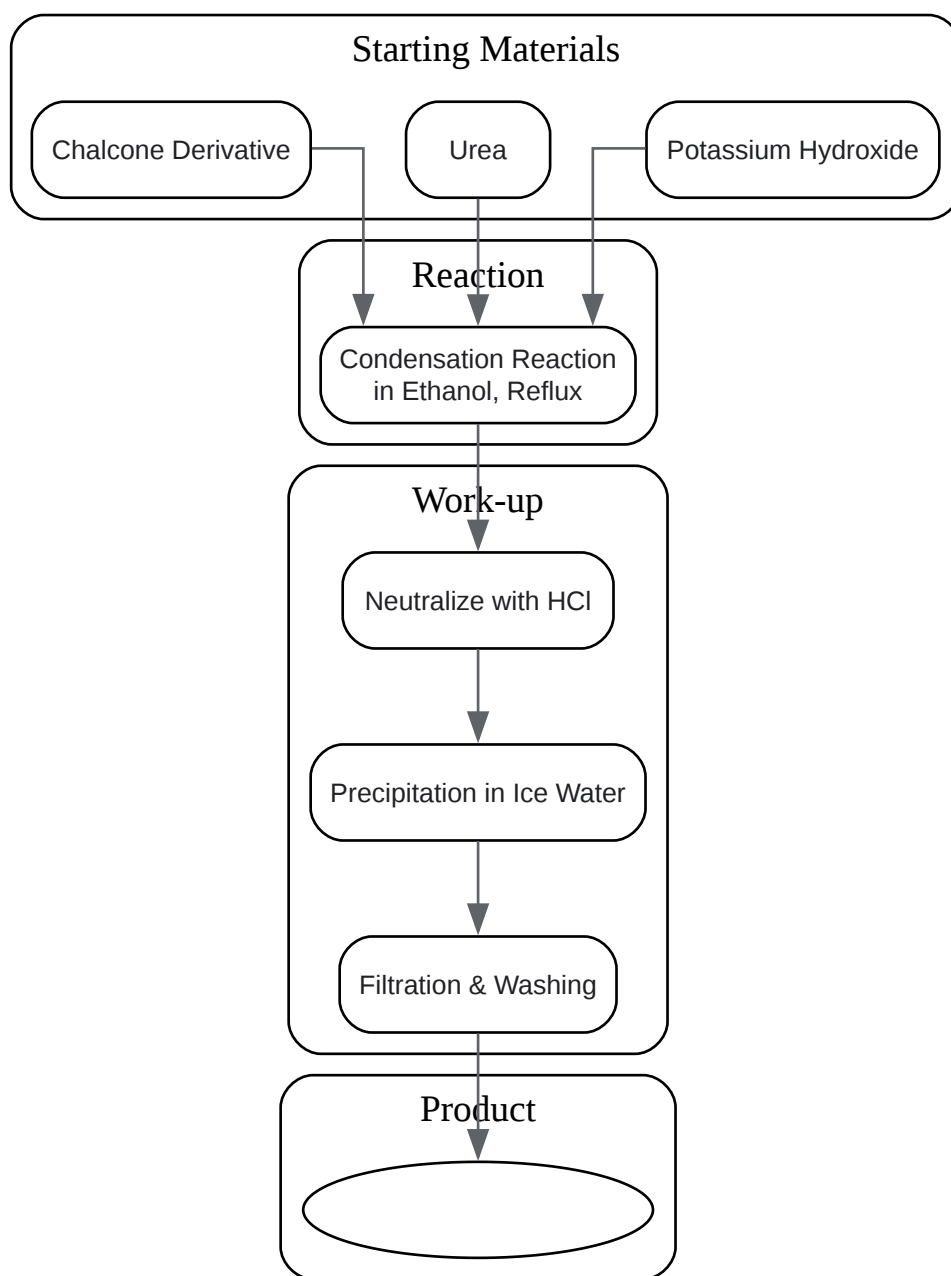 Starting Materials
Chalcone Derivative
Urea
Potassium Hydroxide
Reaction
Condensation Reaction
in Ethanol, Reflux
Work-up
Neutralize with HCl
Precipitation in Ice Water
Filtration & Washing
Product